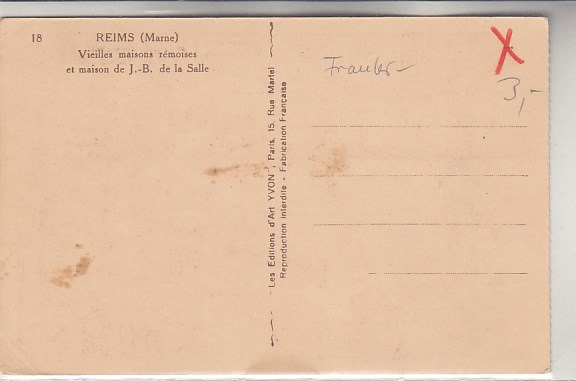 18 REIMS (Marne)
Vieilles maisons rémoises
et maison de J.-B. de la Salle
Les Editions d'Art YVON, Paris, 15, Rue Martel
Reproduction Interdite - Fabrication Française
X
3,-